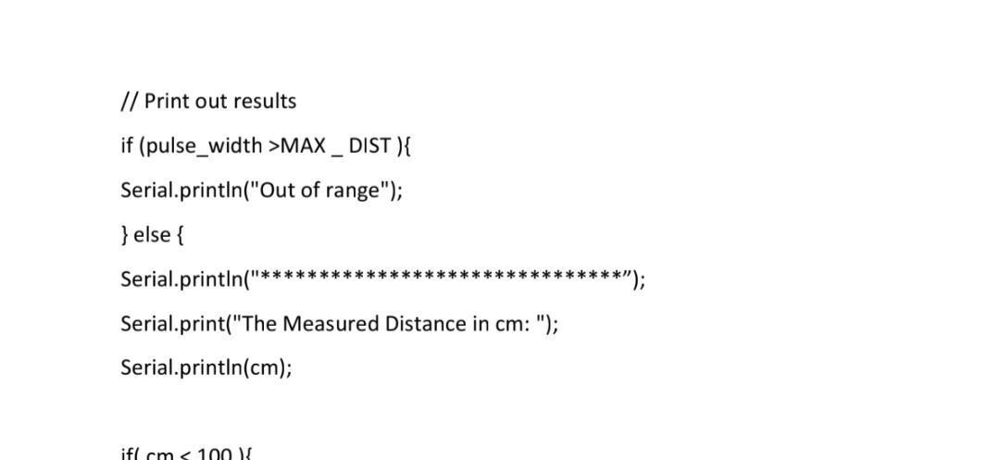 // Print out results
if (pulse_width >MAX _ DIST ){
Serial.println("Out of range");
} else {
Serial.println("*******************************”);
Serial.print("The Measured Distance in cm: ");
Serial.println(cm);
if( cm < 100 ){